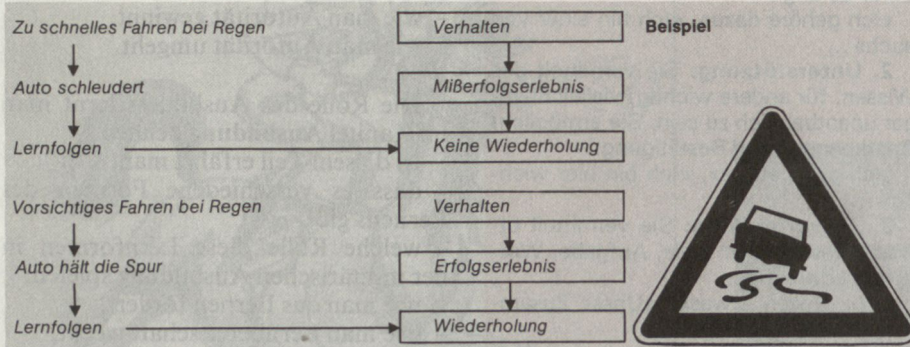 Zu schnelles Fahren bei Regen
Verhalten
Beispiel
Auto schleudert
Mißerfolgserlebnis
Lernfolgen
Keine Wiederholung
Vorsichtiges Fahren bei Regen
Verhalten
Auto hält die Spur
Erfolgserlebnis
Lernfolgen
Wiederholung